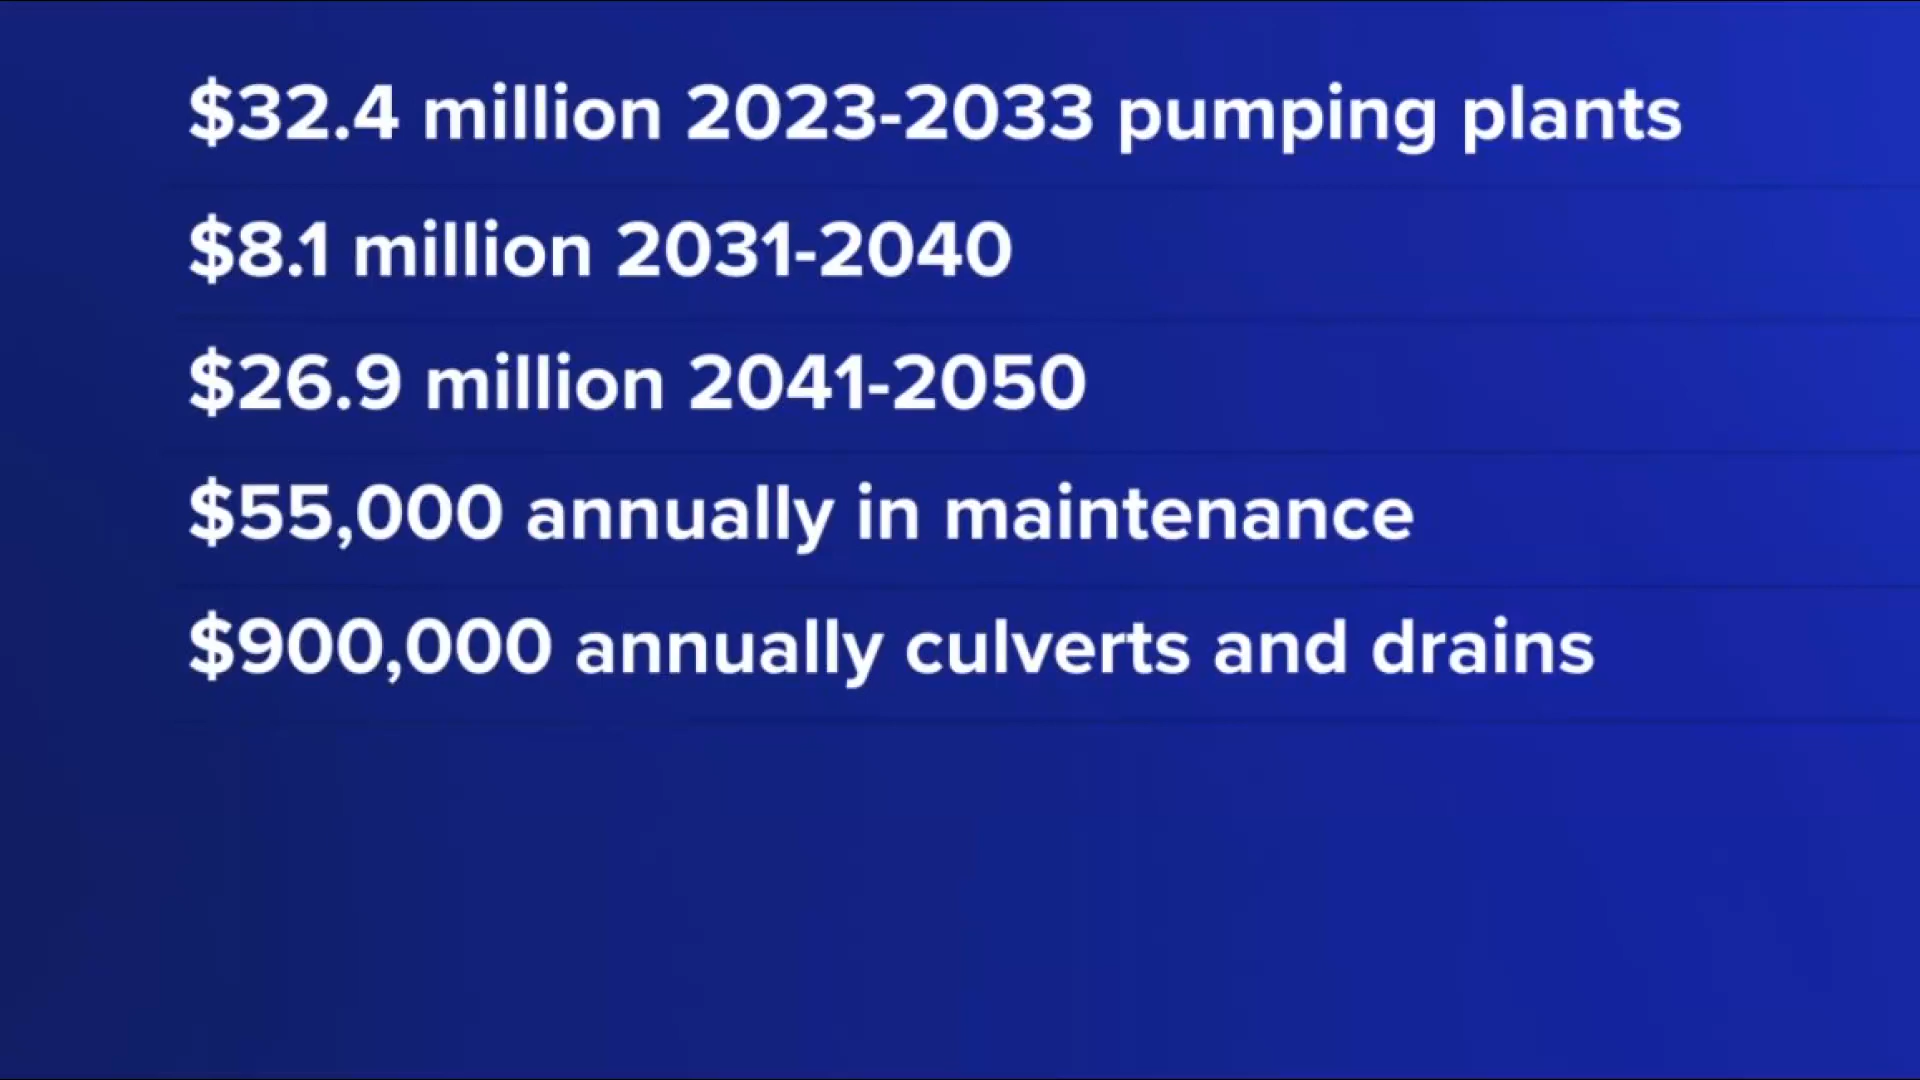 $32.4 million 2023-2033 pumping plants
$8.1 million 2031-2040
$26.9 million 2041-2050
$55,000 annually in maintenance
$900,000 annually culverts and drains